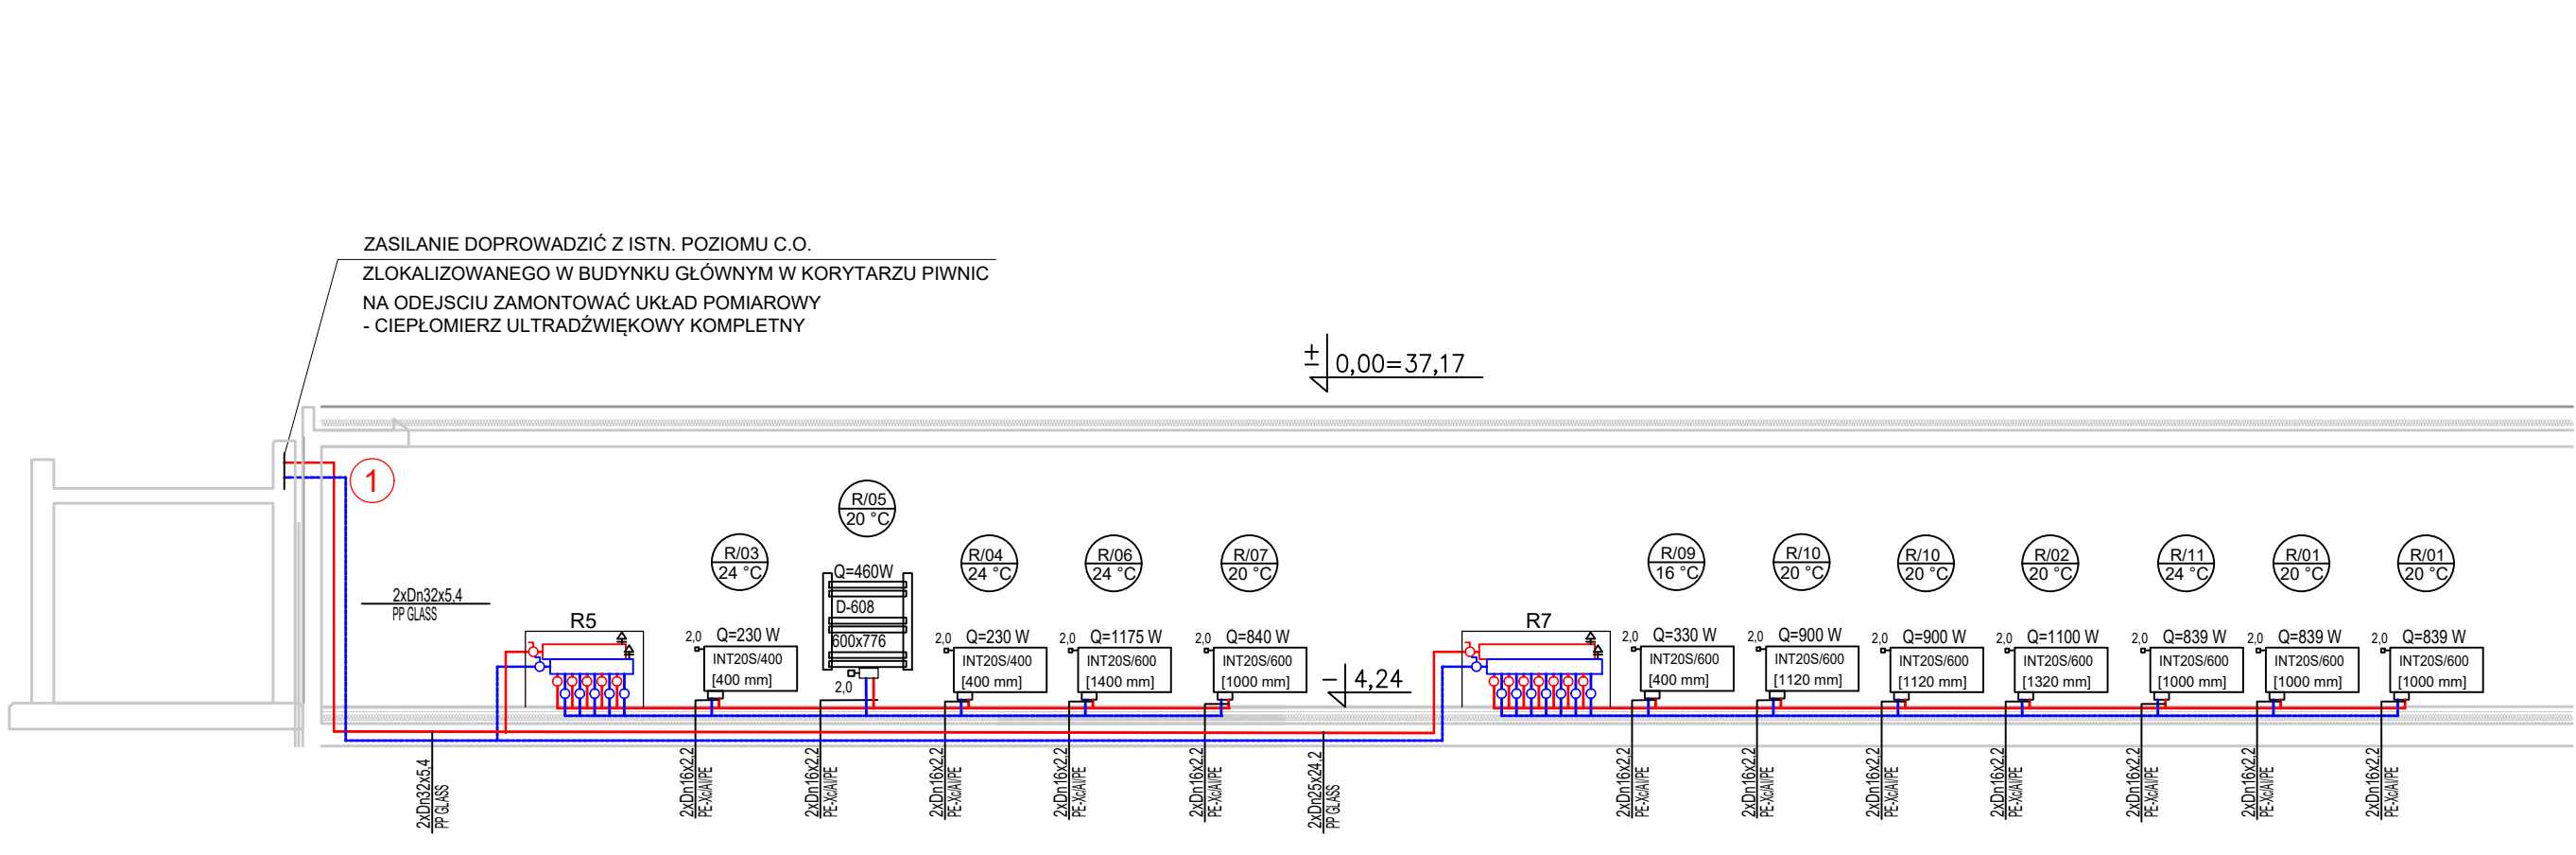 ZASILANIE DOPROWADZIĆ Z ISTN. POZIOMU C.O.
ZLOKALIZOWANEGO W BUDYNKU GŁÓWNYM W KORYTARZU PIWNIC
NA ODEJSCIU ZAMONTOWAĆ UKŁAD POMIAROWY
- CIEPŁOMIERZ ULTRADŹWIĘKOWY KOMPLETNY
± 0,00=37,17
1
2xDn32x5,4
PP GLASS
R5
R/03
24 °C
2,0 Q=230 W
INT20S/400
[400 mm]
R/05
20 °C
Q=460W
D-608
600x776
2,0
R/04
24 °C
2,0 Q=230 W
INT20S/400
[400 mm]
R/06
24 °C
2,0 Q=1175 W
INT20S/600
[1400 mm]
R/07
20 °C
2,0 Q=840 W
INT20S/600
[1000 mm]
- 4,24
R7
R/09
16 °C
2,0 Q=330 W
INT20S/600
[400 mm]
R/10
20 °C
2,0 Q=900 W
INT20S/600
[1120 mm]
R/10
20 °C
2,0 Q=900 W
INT20S/600
[1120 mm]
R/02
20 °C
2,0 Q=1100 W
INT20S/600
[1320 mm]
R/11
24 °C
2,0 Q=839 W
INT20S/600
[1000 mm]
R/01
20 °C
2,0 Q=839 W
INT20S/600
[1000 mm]
R/01
20 °C
2,0 Q=839 W
INT20S/600
[1000 mm]
2xDn32x5,4
PP GLASS
2xDn16x2,2
PE-Xc/Al/PE
2xDn16x2,2
PE-Xc/Al/PE
2xDn16x2,2
PE-Xc/Al/PE
2xDn16x2,2
PE-Xc/Al/PE
2xDn16x2,2
PE-Xc/Al/PE
2xDn25x24,2
PP GLASS
2xDn16x2,2
PE-Xc/Al/PE
2xDn16x2,2
PE-Xc/Al/PE
2xDn16x2,2
PE-Xc/Al/PE
2xDn16x2,2
PE-Xc/Al/PE
2xDn16x2,2
PE-Xc/Al/PE
2xDn16x2,2
PE-Xc/Al/PE
2xDn16x2,2
PE-Xc/Al/PE